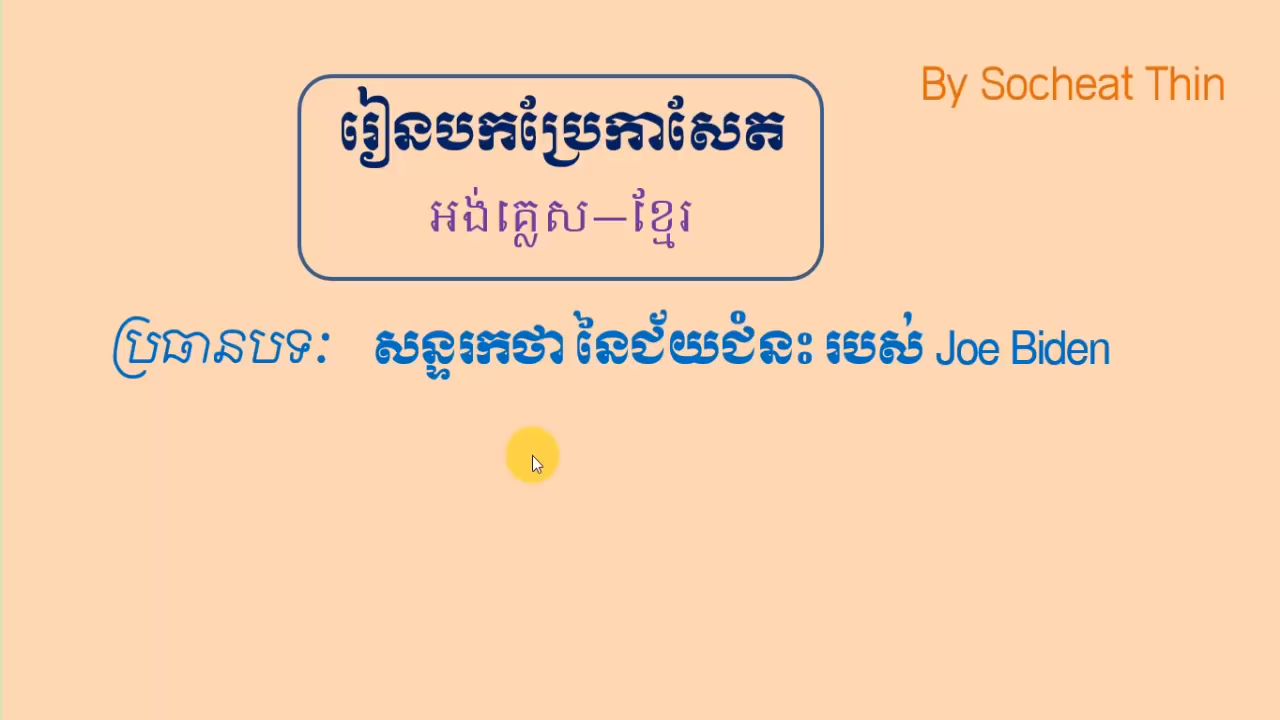 By Socheat Thin
រៀនបកប្រែកាសែត
អង់គ្លេស—ខ្មែរ
ប្រធានបទៈ សន្ទរកថា នៃជ័យជំនះ របស់ Joe Biden